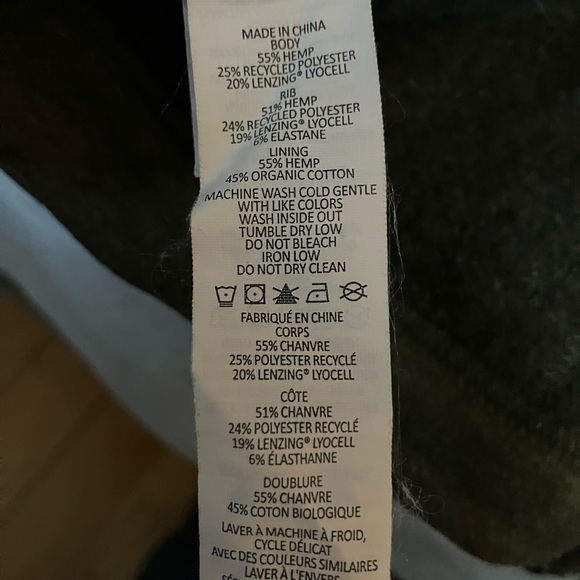 MADE IN CHINA
BODY
55% HEMP
25% RECYCLED POLYESTER
20% LENZING® LYOCELL
RIB
51% HEMP
24% RECYCLED POLYESTER
19% LENZING® LYOCELL
6% ELASTANE
LINING
55% HEMP
45% ORGANIC COTTON
MACHINE WASH COLD GENTLE
WITH LIKE COLORS
WASH INSIDE OUT
TUMBLE DRY LOW
DO NOT BLEACH
IRON LOW
DO NOT DRY CLEAN
FABRIQUÉ EN CHINE
CORPS
55% CHANVRE
25% POLYESTER RECYCLÉ
20% LENZING® LYOCELL
CÔTE
51% CHANVRE
24% POLYESTER RECYCLÉ
19% LENZING® LYOCELL
6% ÉLASTHANNE
DOUBLURE
55% CHANVRE
45% COTON BIOLOGIQUE
LAVER À MACHINE À FROID,
CYCLE DÉLICAT
AVEC DES COULEURS SIMILAIRES
LAVER À L'ENVERS